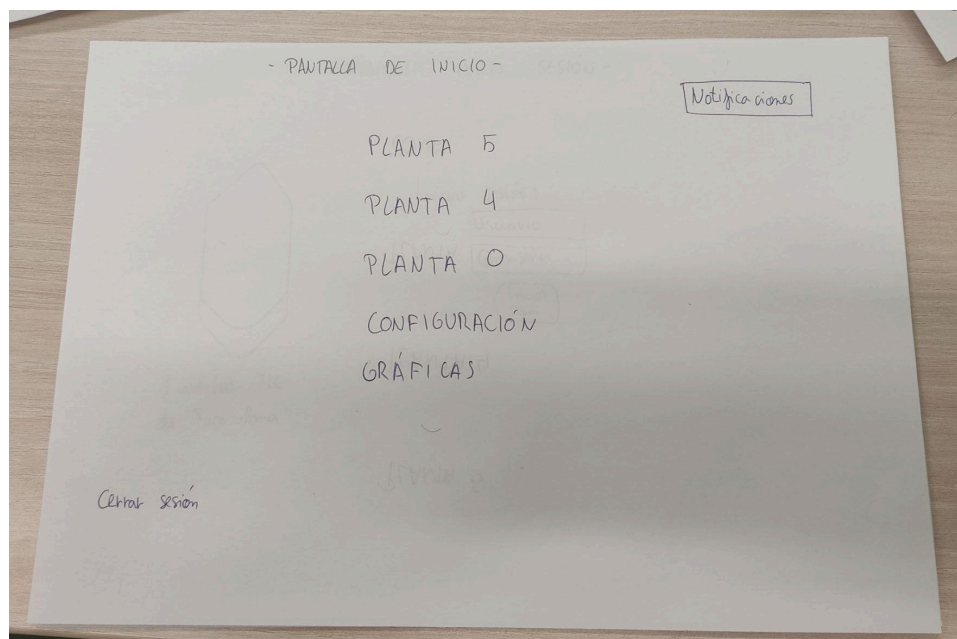 - PANTALLA DE INICIO -
Notificaciones
PLANTA 5
PLANTA 4
PLANTA 0
CONFIGURACIÓN
GRÁFICAS
Cerrar sesión